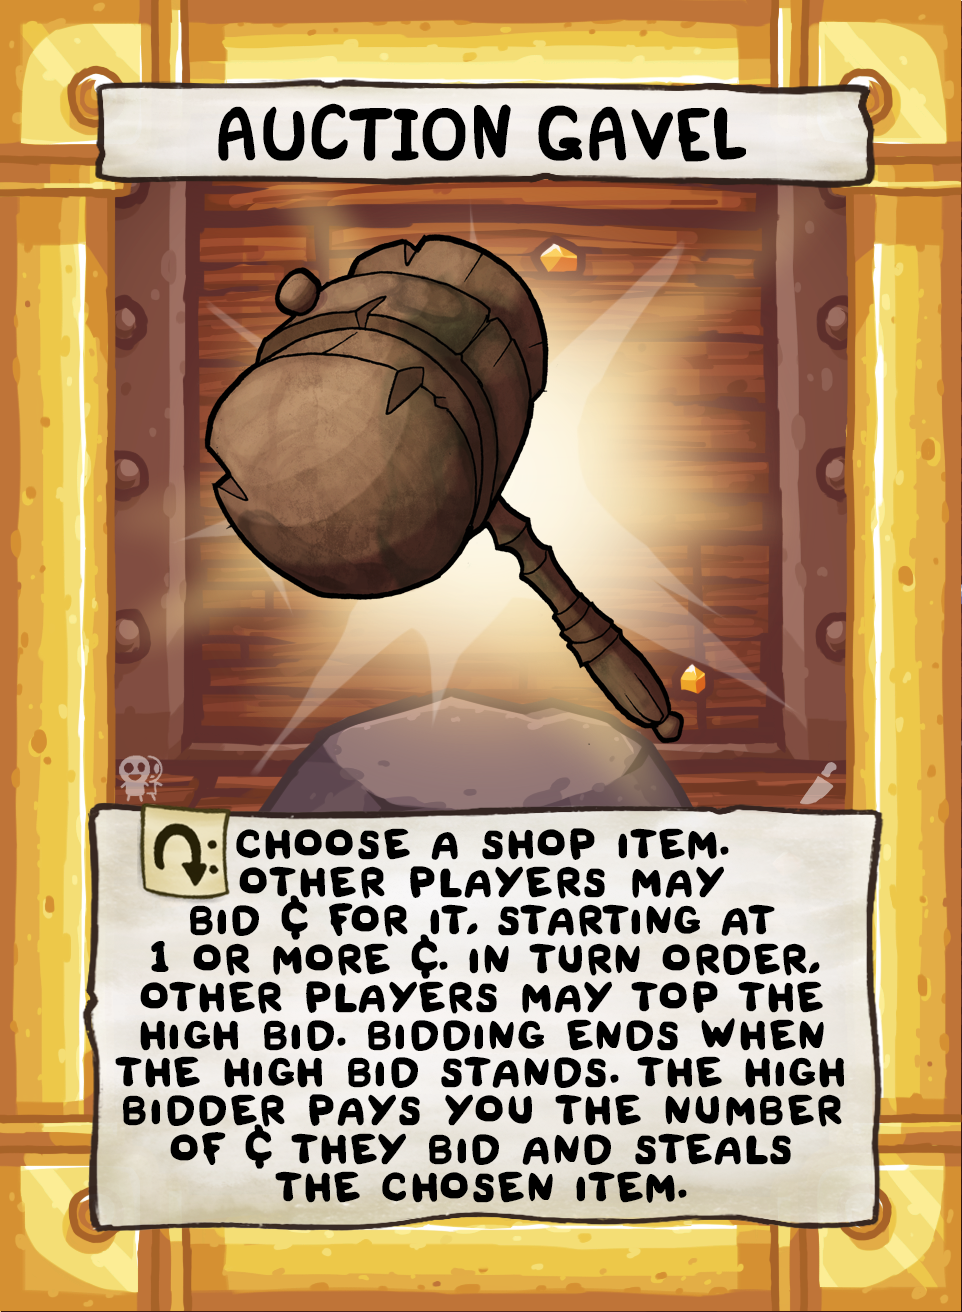 AUCTION GAVEL
CHOOSE A SHOP ITEM.
OTHER PLAYERS MAY
BID ₵ FOR IT, STARTING AT
1 OR MORE ₵. IN TURN ORDER,
OTHER PLAYERS MAY TOP THE
HIGH BID. BIDDING ENDS WHEN
THE HIGH BID STANDS. THE HIGH
BIDDER PAYS YOU THE NUMBER
OF ₵ THEY BID AND STEALS
THE CHOSEN ITEM.